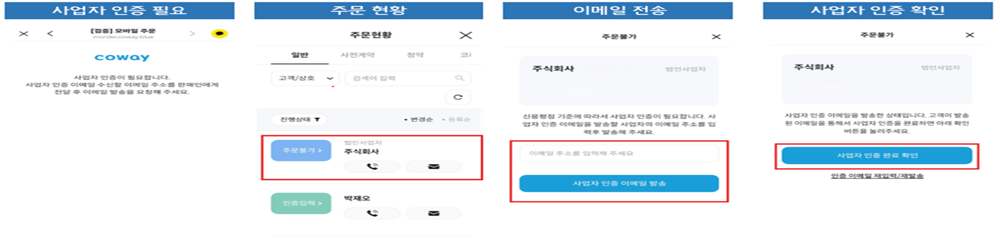 사업자 인증 필요
[검증] 모바일 주문
morder.coway.blue
coway
사업자 인증이 필요합니다.
사업자 인증 이메일 수신할 이메일 주소를 판매인에게
전달 후 이메일 발송을 요청해 주세요.
주문 현황
주문현황
일반 사전계약 청약
고객/상호 검색어 입력
진행상태 • 변경순 • 등록순
주문불가 > 법인사업자
주식회사
인증입력 > 박재오
이메일 전송
주문불가
주식회사 법인사업자
신용평점 기준에 따라서 사업자 인증이 필요합니다. 사
업자 인증 이메일을 발송할 사업자의 이메일 주소를 입
력후 발송해 주세요.
이메일 주소를 입력해 주세요
사업자 인증 이메일 발송
사업자 인증 확인
주문불가
주식회사 법인사업자
사업자 인증 이메일을 발송한 상태입니다. 고객이 발송
된 이메일을 통해서 사업자 인증을 완료하면 아래 확인
버튼을 눌러주세요.
사업자 인증 완료 확인
인증 이메일 재입력/재발송